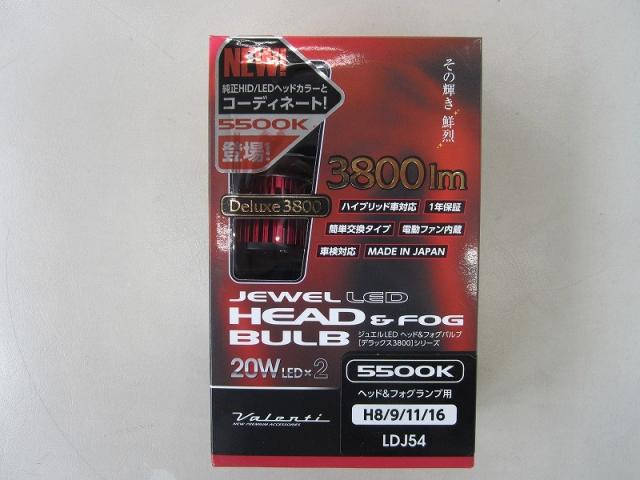 NEW!
純正HID/LEDヘッドカラーと
コーディネート!
5500K
登場!
その輝き 鮮烈
3800lm
Deluxe3800
ハイブリッド車対応 1年保証
簡単交換タイプ 電動ファン内蔵
車検対応 MADE IN JAPAN
JEWEL LED
HEAD & FOG
BULB
ジュエルLED ヘッド&フォグバルブ
[デラックス3800]シリーズ
20W LED×2
5500K
ヘッド&フォグランプ用
H8/9/11/16
LDJ54
Valenti
NEW PREMIUM ACCESSORIES